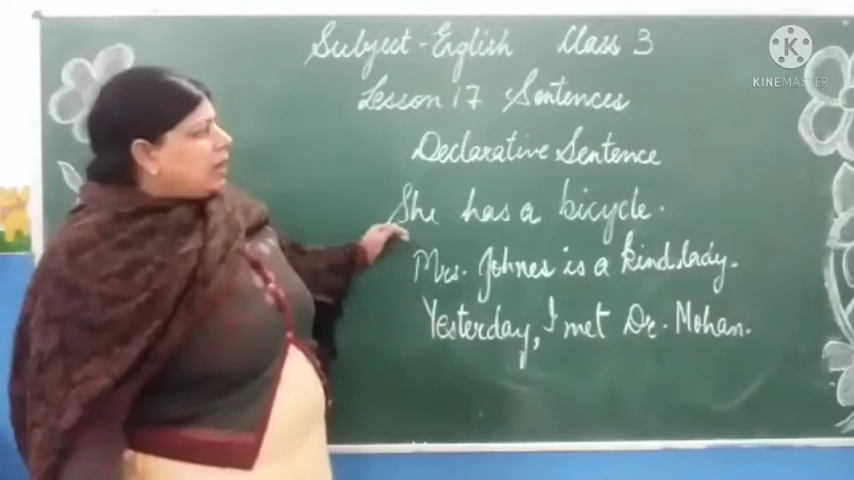 Subject - English Class 3
K
KINEMASTER
Lesson 17 Sentences
Declarative Sentence
She has a bicycle.
Mrs. Johnes is a kind lady.
Yesterday, I met Dr. Mohan.